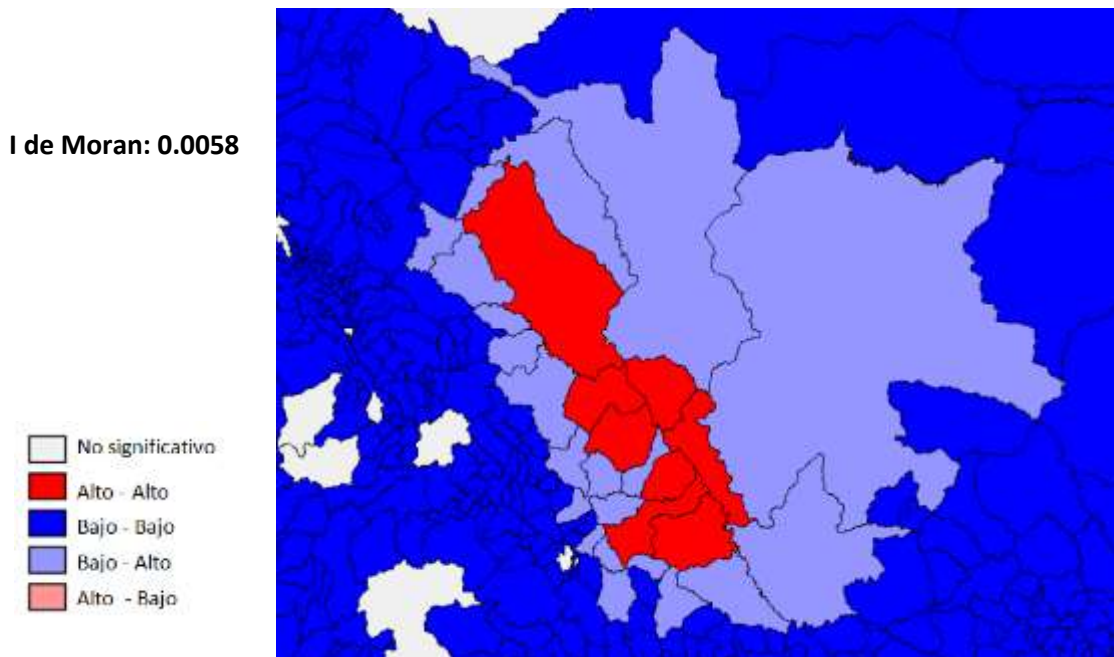 I de Moran: 0.0058
No significativo
Alto - Alto
Bajo - Bajo
Bajo - Alto
Alto - Bajo